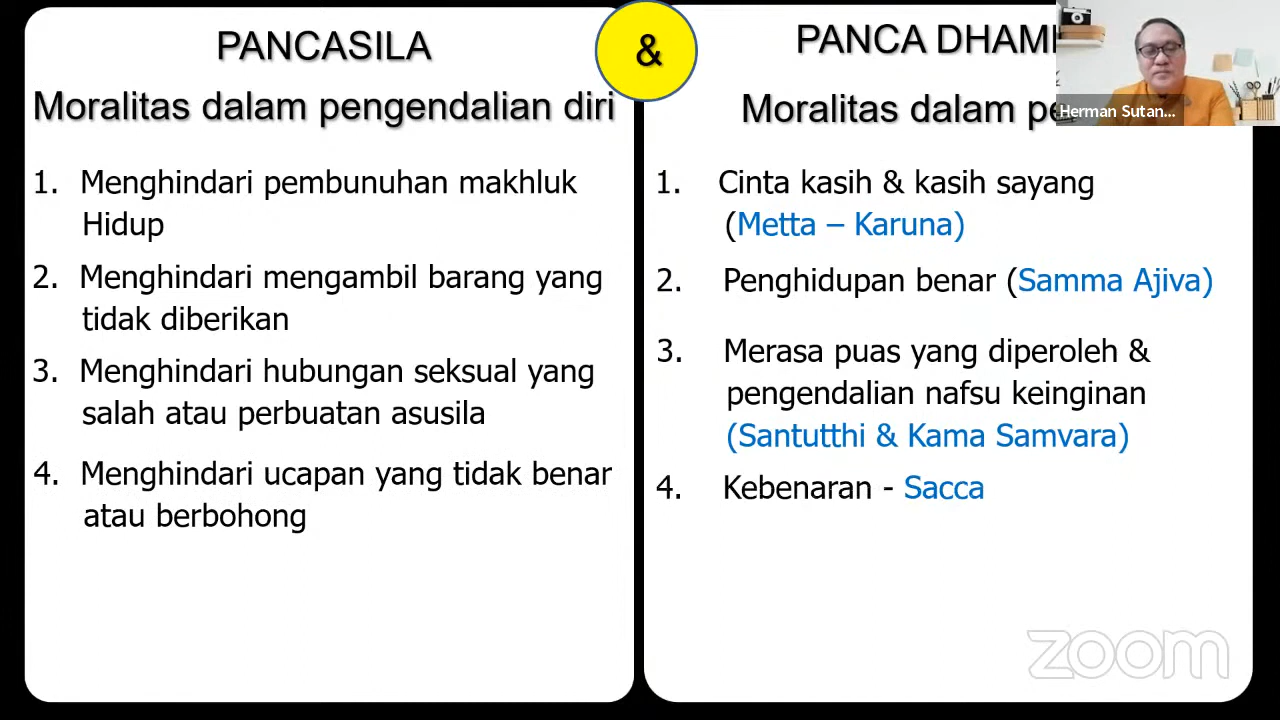 PANCASILA
Moralitas dalam pengendalian diri
1. Menghindari pembunuhan makhluk
Hidup
2. Menghindari mengambil barang yang
tidak diberikan
3. Menghindari hubungan seksual yang
salah atau perbuatan asusila
4. Menghindari ucapan yang tidak benar
atau berbohong
&
PANCA
Moralitas dalam
1. Cinta kasih & kasih sayang
(Metta – Karuna)
2. Penghidupan benar (Samma Ajiva)
3. Merasa puas yang diperoleh &
pengendalian nafsu keinginan
(Santutthi & Kama Samvara)
4. Kebenaran - Sacca
Herman Sutan...
zoom